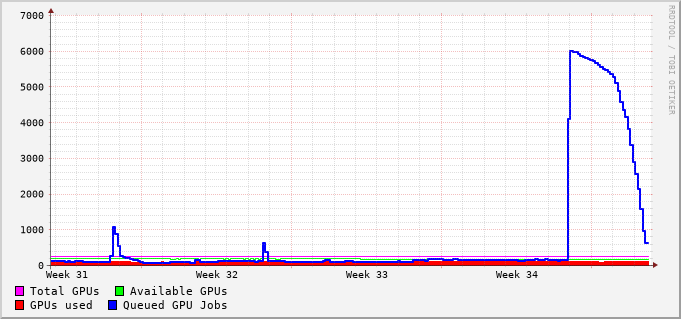 7000
6000
5000
4000
3000
2000
1000
0
Week 31 Week 32 Week 33 Week 34
Total GPUs Available GPUs
GPUs used Queued GPU Jobs
RRDTOOL / TOBI OETIKER